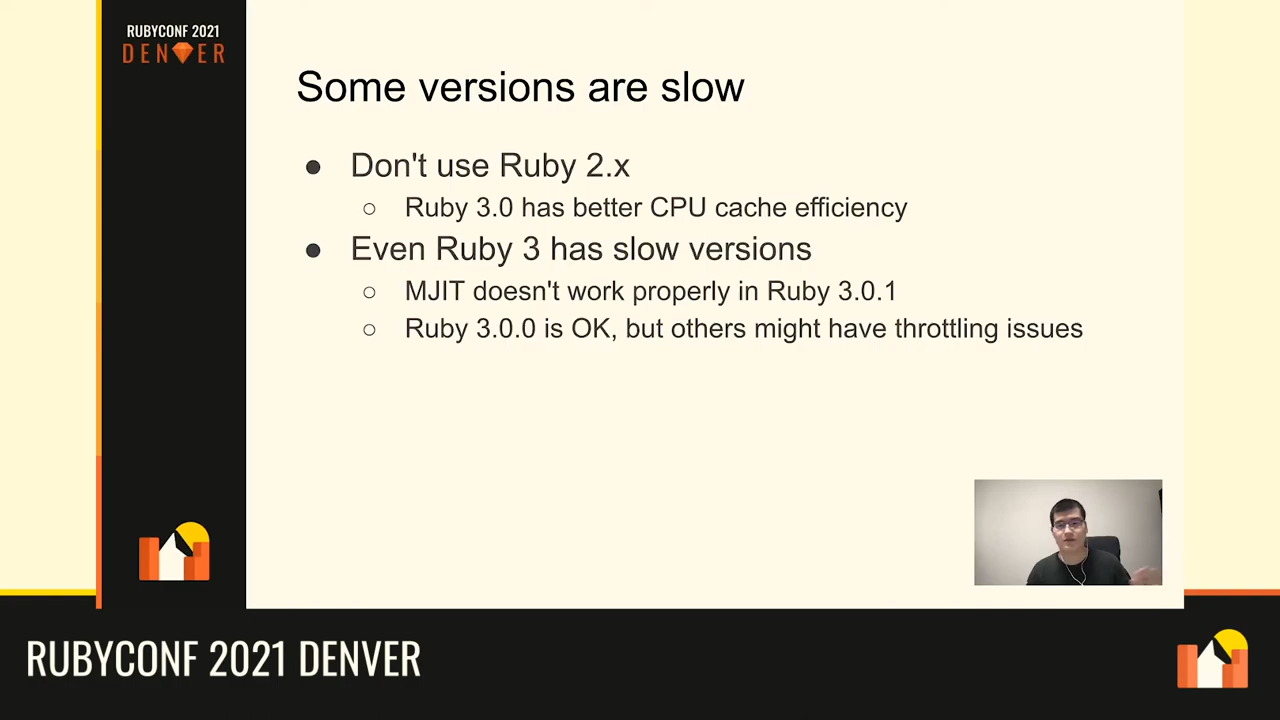 RUBYCONF 2021
DENVER
Some versions are slow
● Don't use Ruby 2.x
○ Ruby 3.0 has better CPU cache efficiency
● Even Ruby 3 has slow versions
○ MJIT doesn't work properly in Ruby 3.0.1
○ Ruby 3.0.0 is OK, but others might have throttling issues
RUBYCONF 2021 DENVER